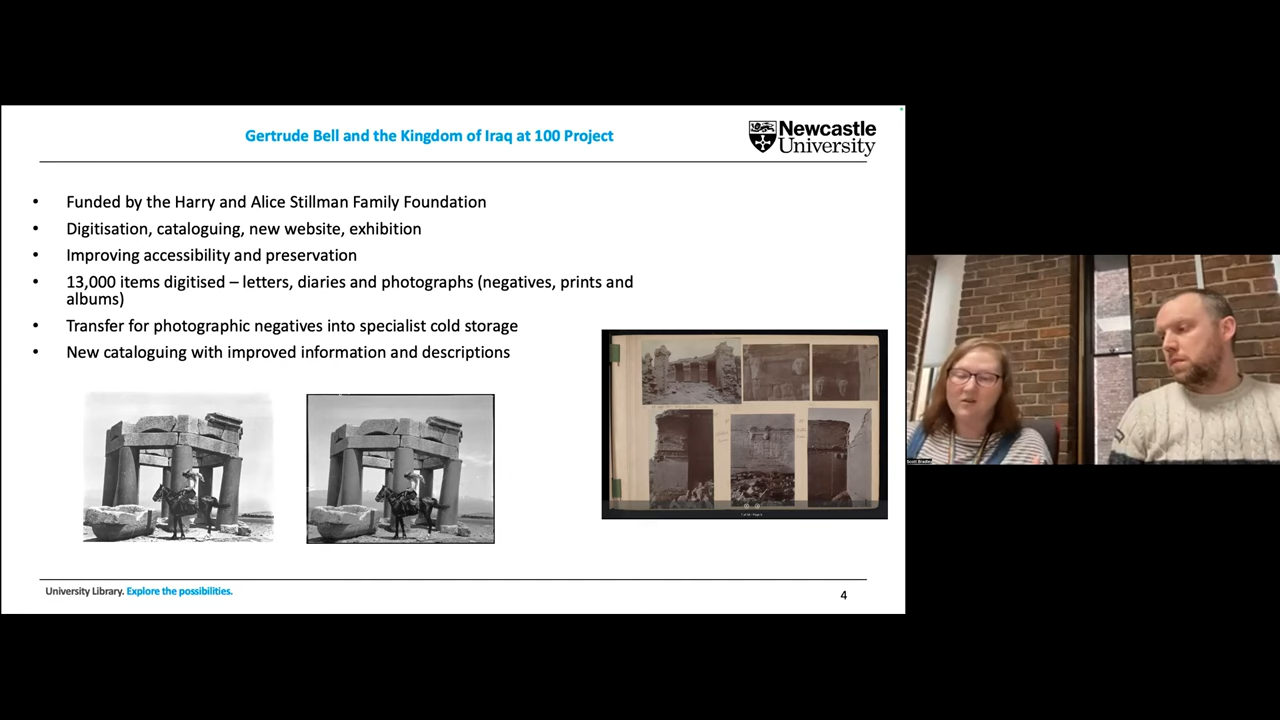 Gertrude Bell and the Kingdom of Iraq at 100 Project
Newcastle
University
• Funded by the Harry and Alice Stillman Family Foundation
• Digitisation, cataloguing, new website, exhibition
• Improving accessibility and preservation
• 13,000 items digitised – letters, diaries and photographs (negatives, prints and
albums)
• Transfer for photographic negatives into specialist cold storage
• New cataloguing with improved information and descriptions
University Library. Explore the possibilities.
4
Scott Bradley